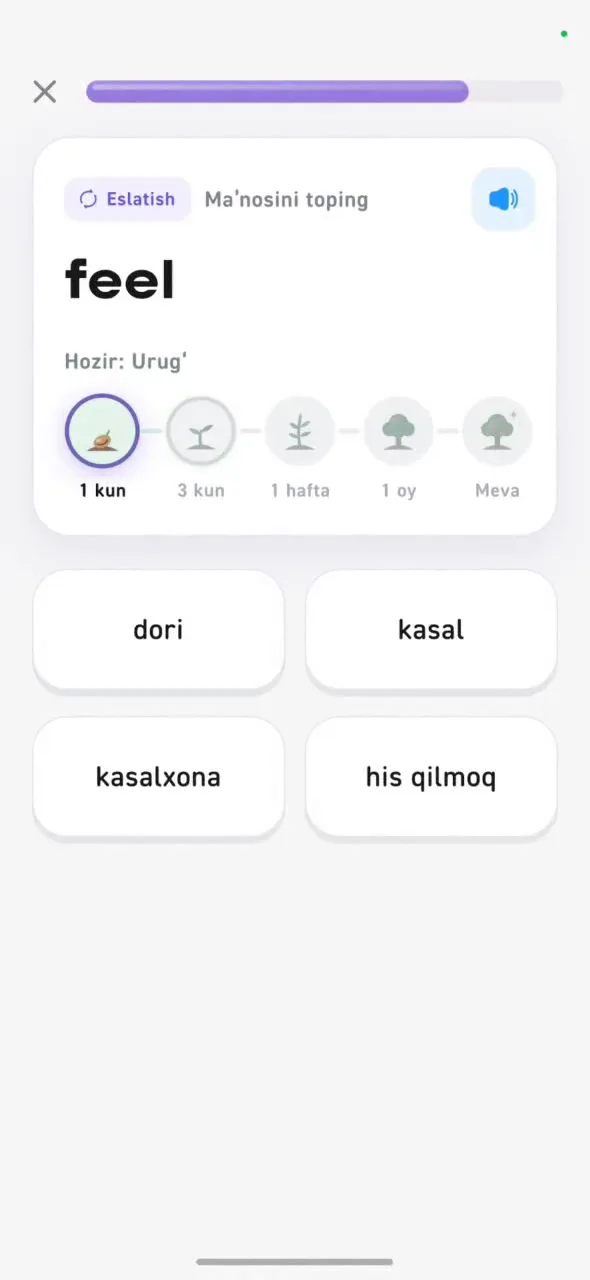 Eslatish Ma'nosini toping
feel
Hozir: Urugʻ
1 kun 3 kun 1 hafta 1 oy Meva
dori kasal
kasalxona his qilmoq